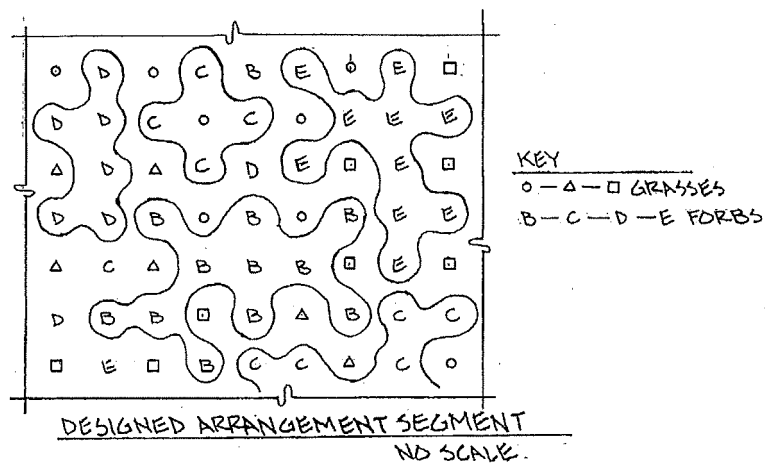 ○ D ○ C B E ○ E □
D D C ○ C ○ E E E
△ D △ C D E □ E □
D D B ○ B ○ B E E
△ C △ B B B □ E □
D B B □ B △ B C C
□ E □ B C C △ C ○
KEY
○ — △ — □ GRASSES
B — C — D — E FORBS
DESIGNED ARRANGEMENT SEGMENT
NO SCALE.